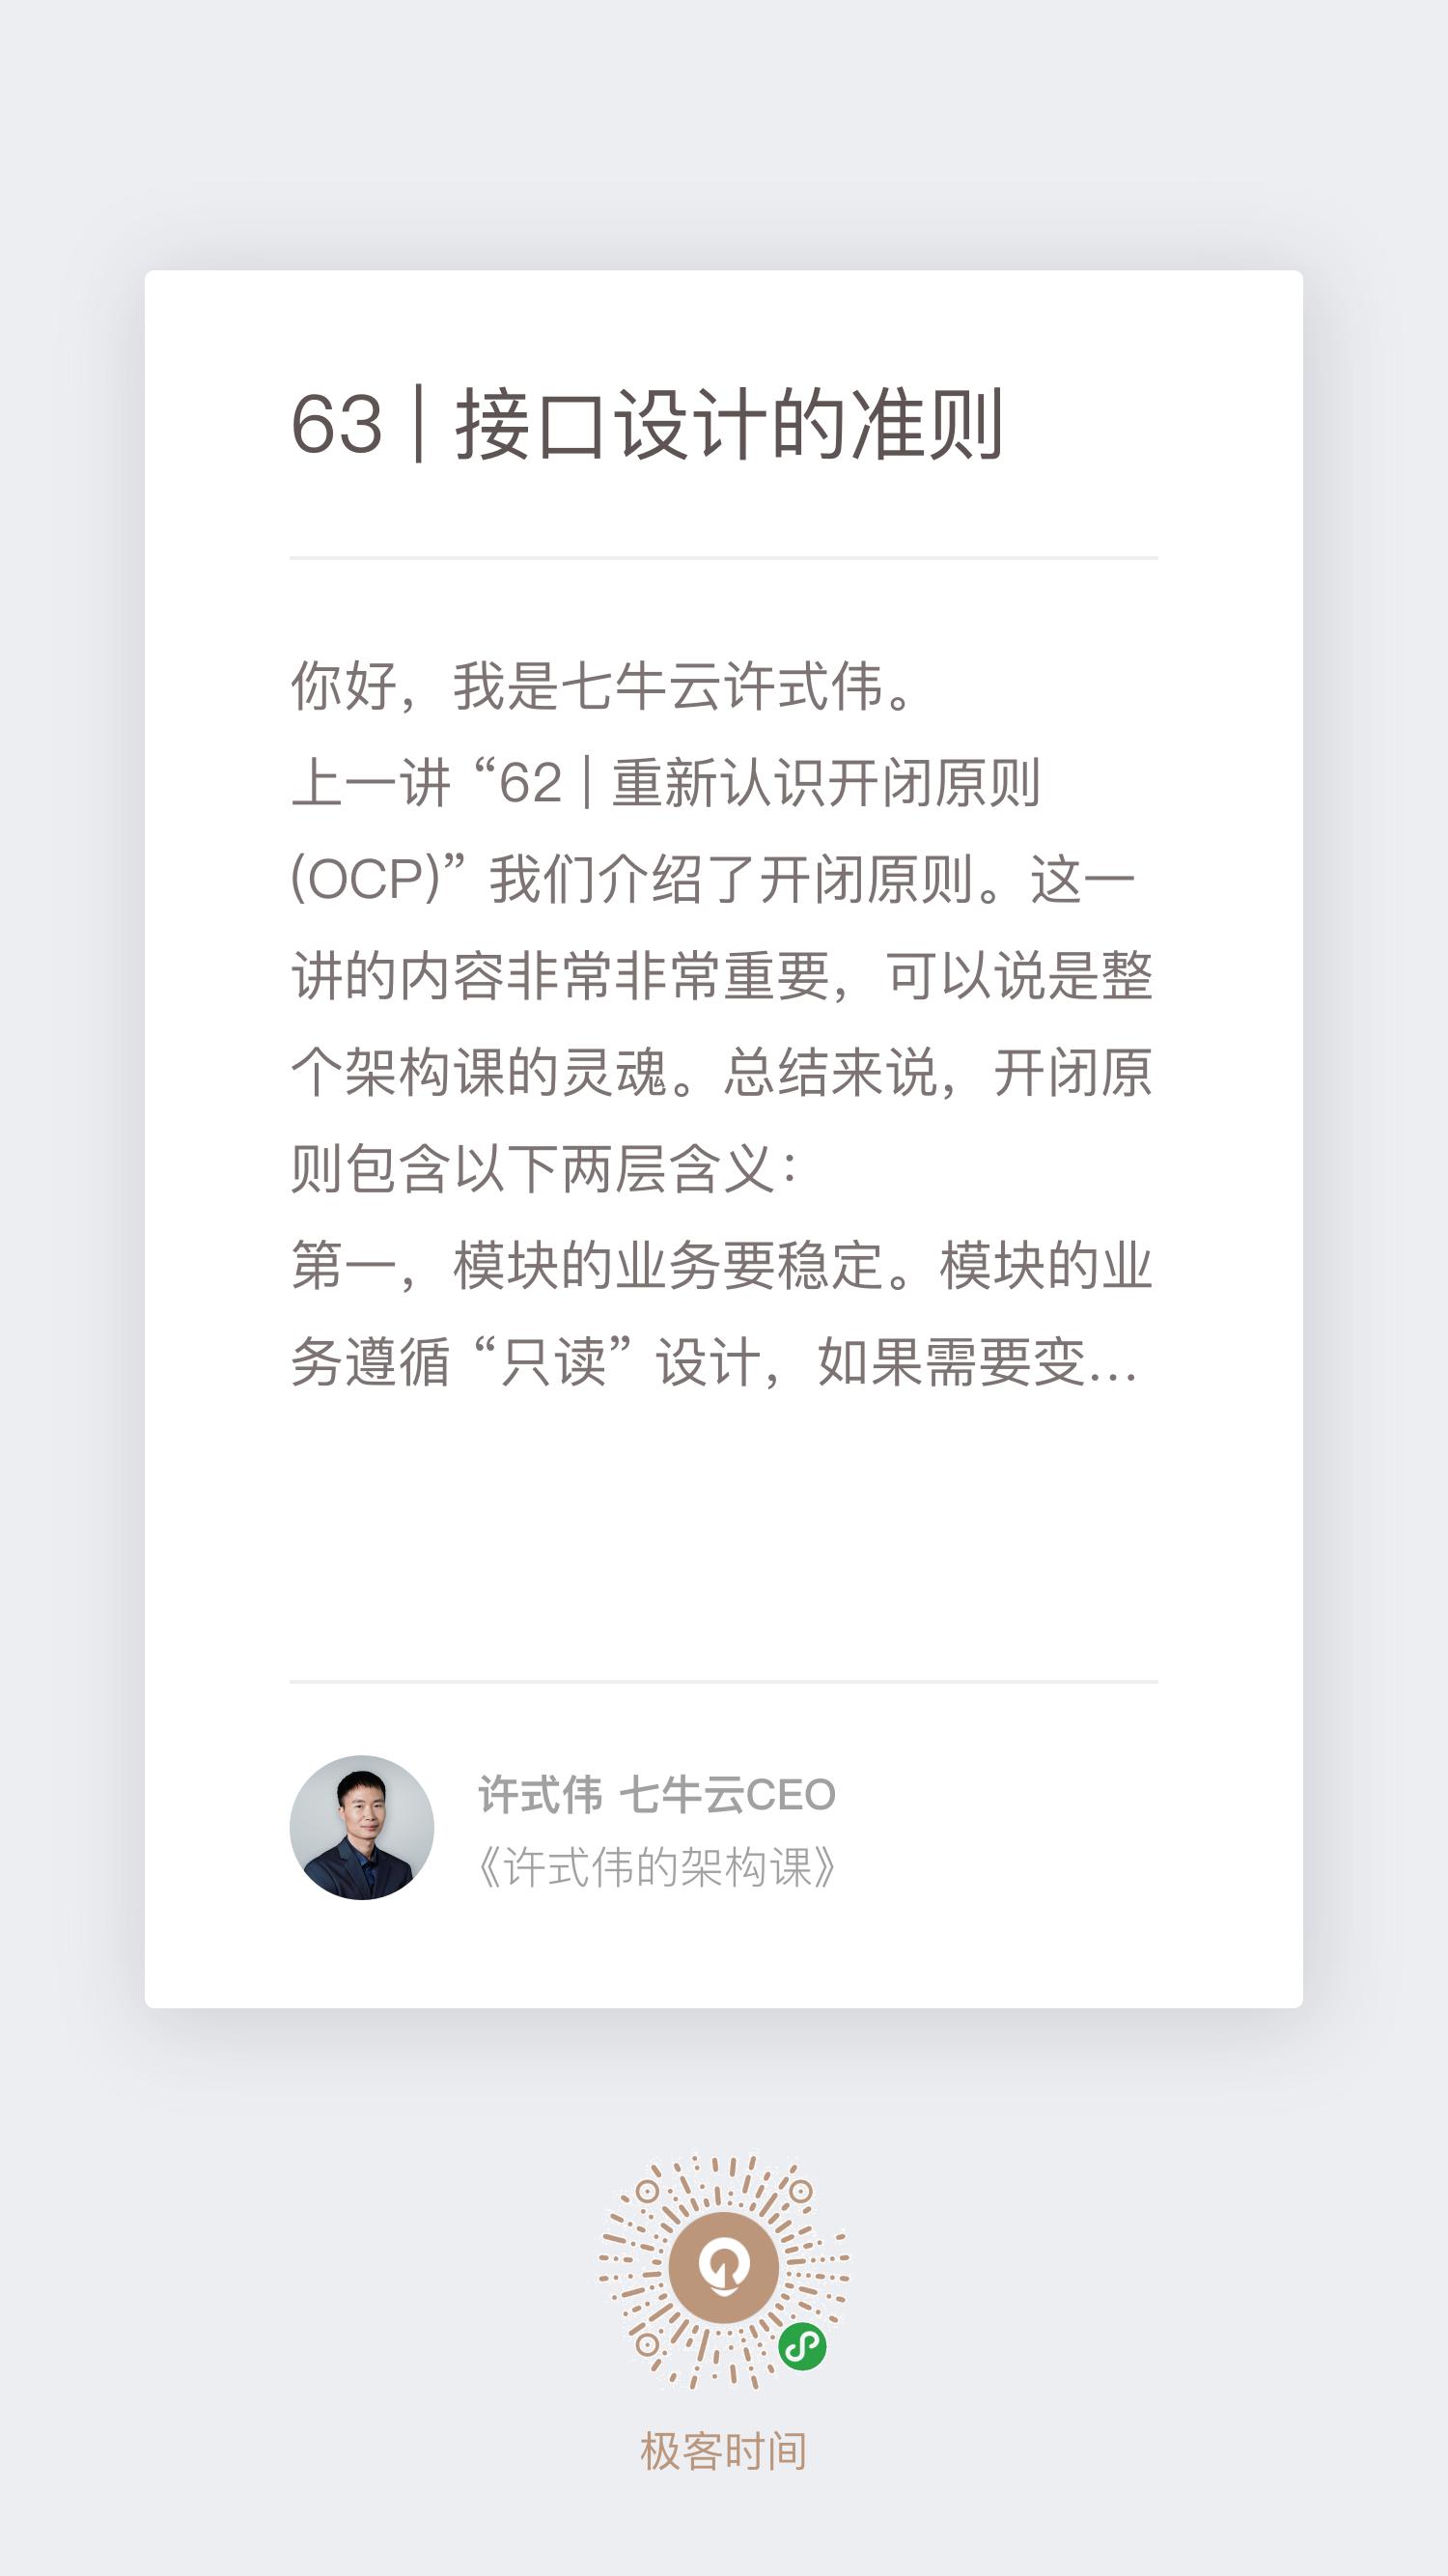 63 | 接口设计的准则
你好，我是七牛云许式伟。
上一讲 “62 | 重新认识开闭原则
(OCP)” 我们介绍了开闭原则。这一
讲的内容非常非常重要，可以说是整
个架构课的灵魂。总结来说，开闭原
则包含以下两层含义：
第一，模块的业务要稳定。模块的业
务遵循 “只读” 设计，如果需要变...
许式伟 七牛云CEO
《许式伟的架构课》
极客时间